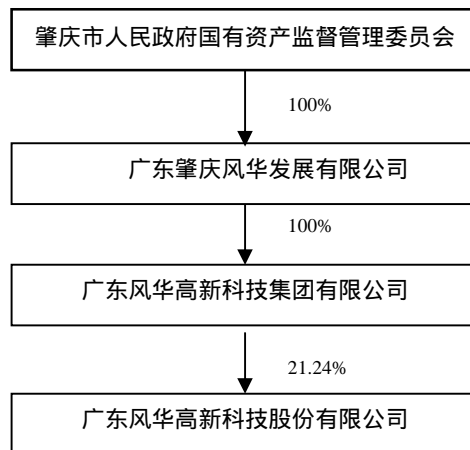 肇庆市人民政府国有资产监督管理委员会
100%
广东肇庆风华发展有限公司
100%
广东风华高新科技集团有限公司
21.24%
广东风华高新科技股份有限公司